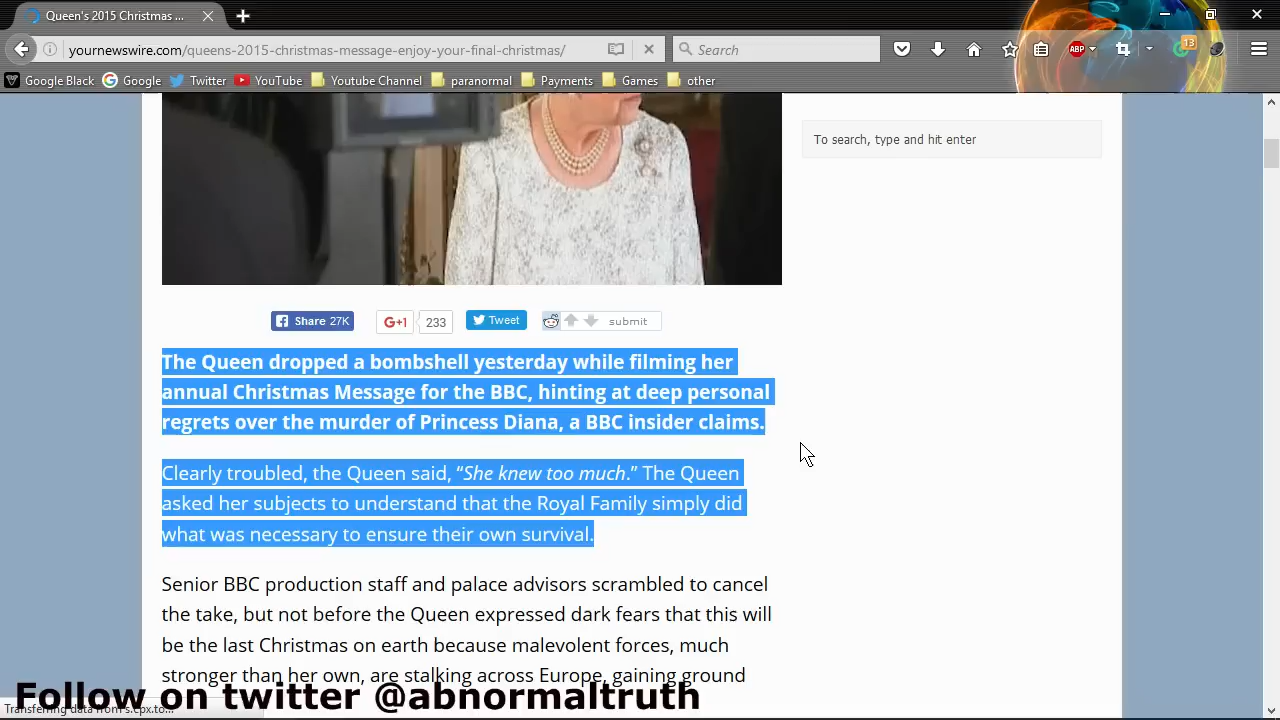 Queen's 2015 Christmas ...
yournewswire.com/queens-2015-christmas-message-enjoy-your-final-christmas/
Search
ABP
13
Google Black
Google
Twitter
YouTube
Youtube Channel
paranormal
Payments
Games
other
To search, type and hit enter
Share 27K
G+1
233
Tweet
submit
The Queen dropped a bombshell yesterday while filming her
annual Christmas Message for the BBC, hinting at deep personal
regrets over the murder of Princess Diana, a BBC insider claims.
Clearly troubled, the Queen said, “She knew too much.” The Queen
asked her subjects to understand that the Royal Family simply did
what was necessary to ensure their own survival.
Senior BBC production staff and palace advisors scrambled to cancel
the take, but not before the Queen expressed dark fears that this will
be the last Christmas on earth because malevolent forces, much
stronger than her own, are stalking across Europe, gaining ground
Follow on twitter @abnormaltruth
Transferring data from s.cpx.to...